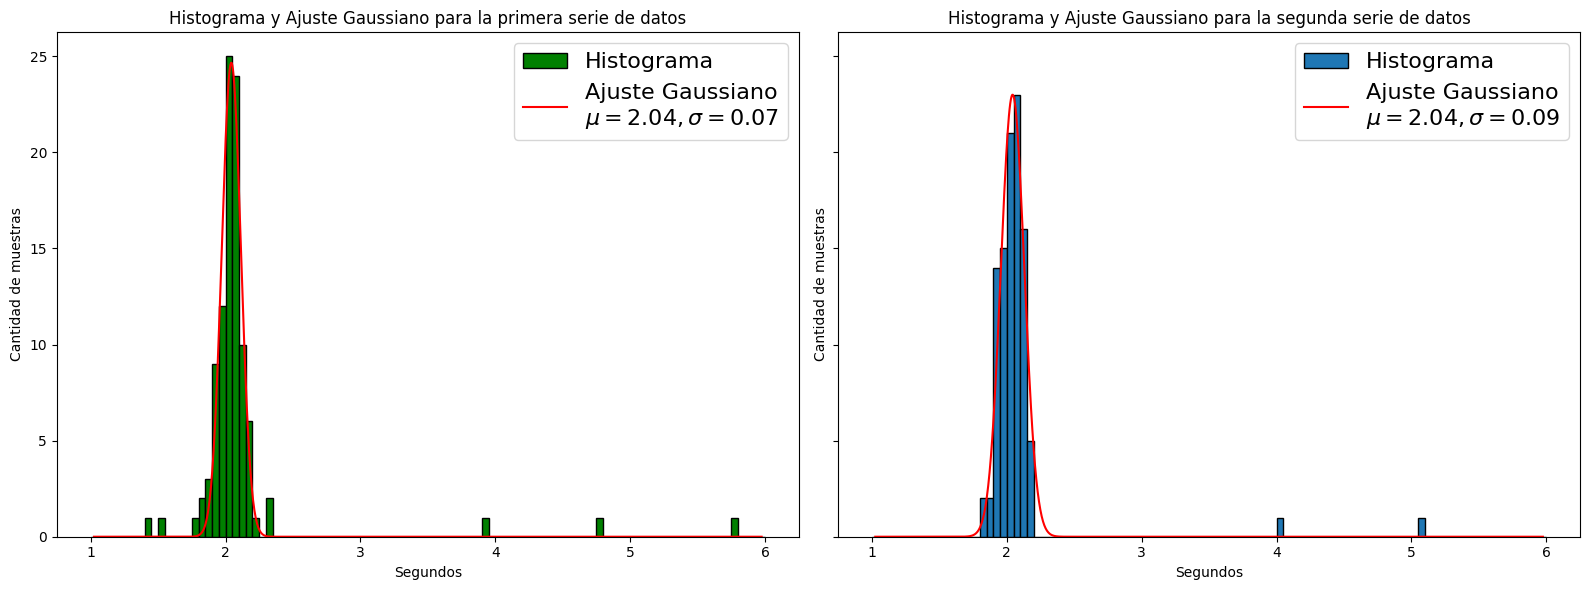 Histograma y Ajuste Gaussiano para la primera serie de datos
Histograma
Ajuste Gaussiano
μ = 2.04, σ = 0.07
Cantidad de muestras
25
20
15
10
5
0
1 2 3 4 5 6
Segundos
Histograma y Ajuste Gaussiano para la segunda serie de datos
Histograma
Ajuste Gaussiano
μ = 2.04, σ = 0.09
Cantidad de muestras
1 2 3 4 5 6
Segundos